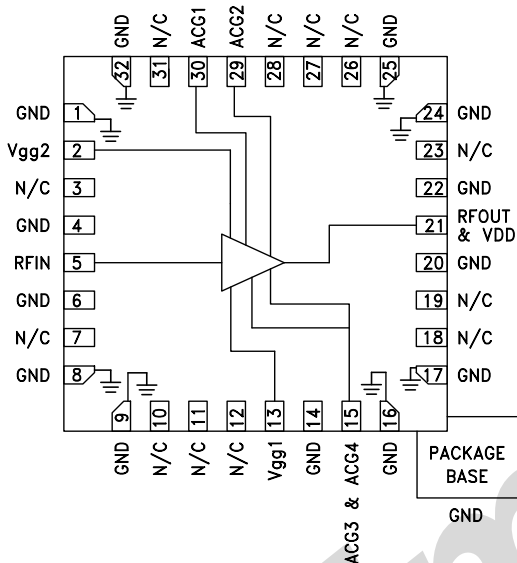 GND
N/C
ACG1
ACG2
N/C
N/C
N/C
GND
32
31
30
29
28
27
26
25
GND 1
Vgg2 2
N/C 3
GND 4
RFIN 5
GND 6
N/C 7
GND 8
24 GND
23 N/C
22 GND
21 RFOUT
& VDD
20 GND
19 N/C
18 N/C
17 GND
9
10
11
12
13
14
15
16
GND
N/C
N/C
N/C
Vgg1
GND
ACG3 & ACG4
GND
PACKAGE
BASE
GND